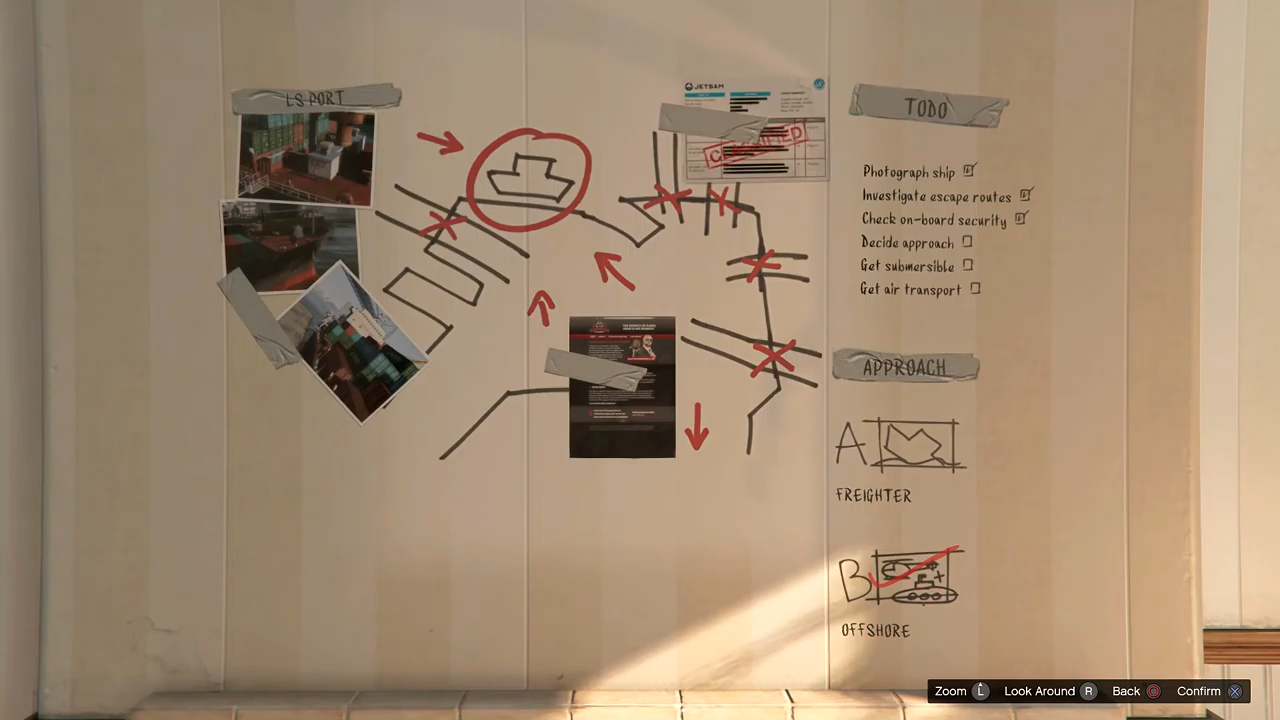 LS PORT
JETSAM
CLASSIFIED
TODO
Photograph ship
Investigate escape routes
Check on-board security
Decide approach
Get submersible
Get air transport
APPROACH
A
FREIGHTER
B
OFFSHORE
Zoom L Look Around R Back Confirm